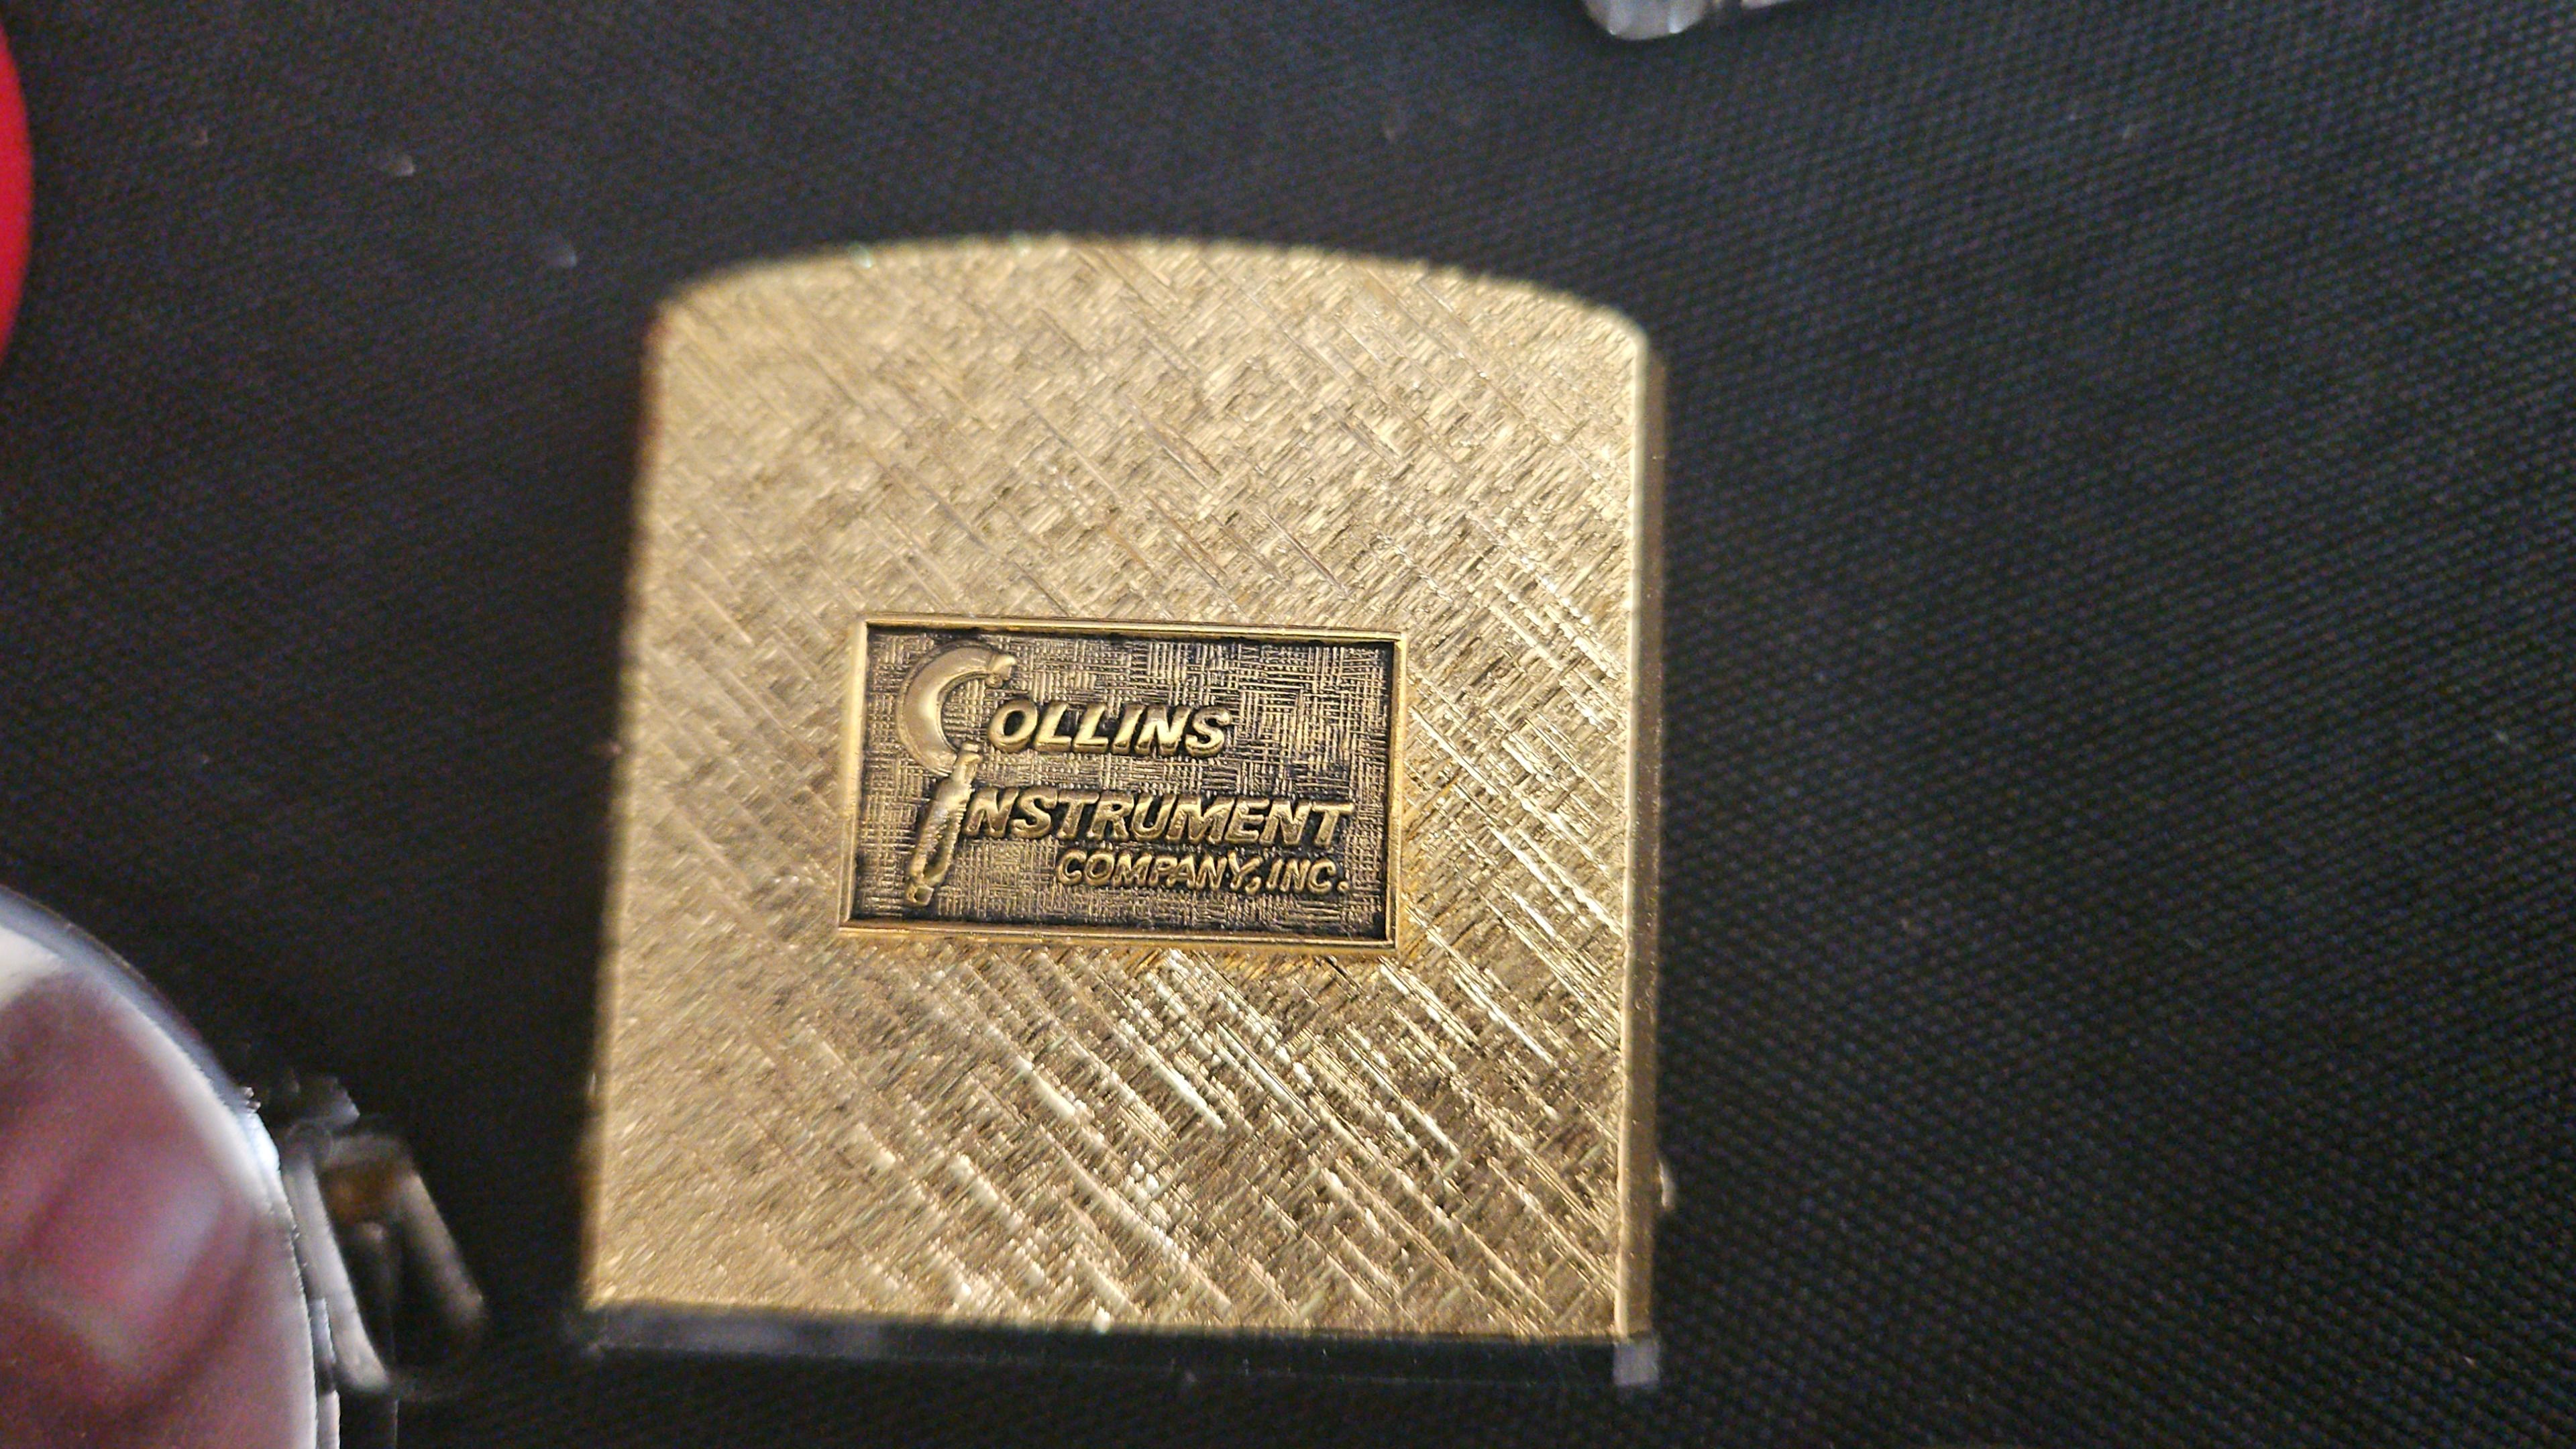 COLLINS
INSTRUMENT
COMPANY, INC.